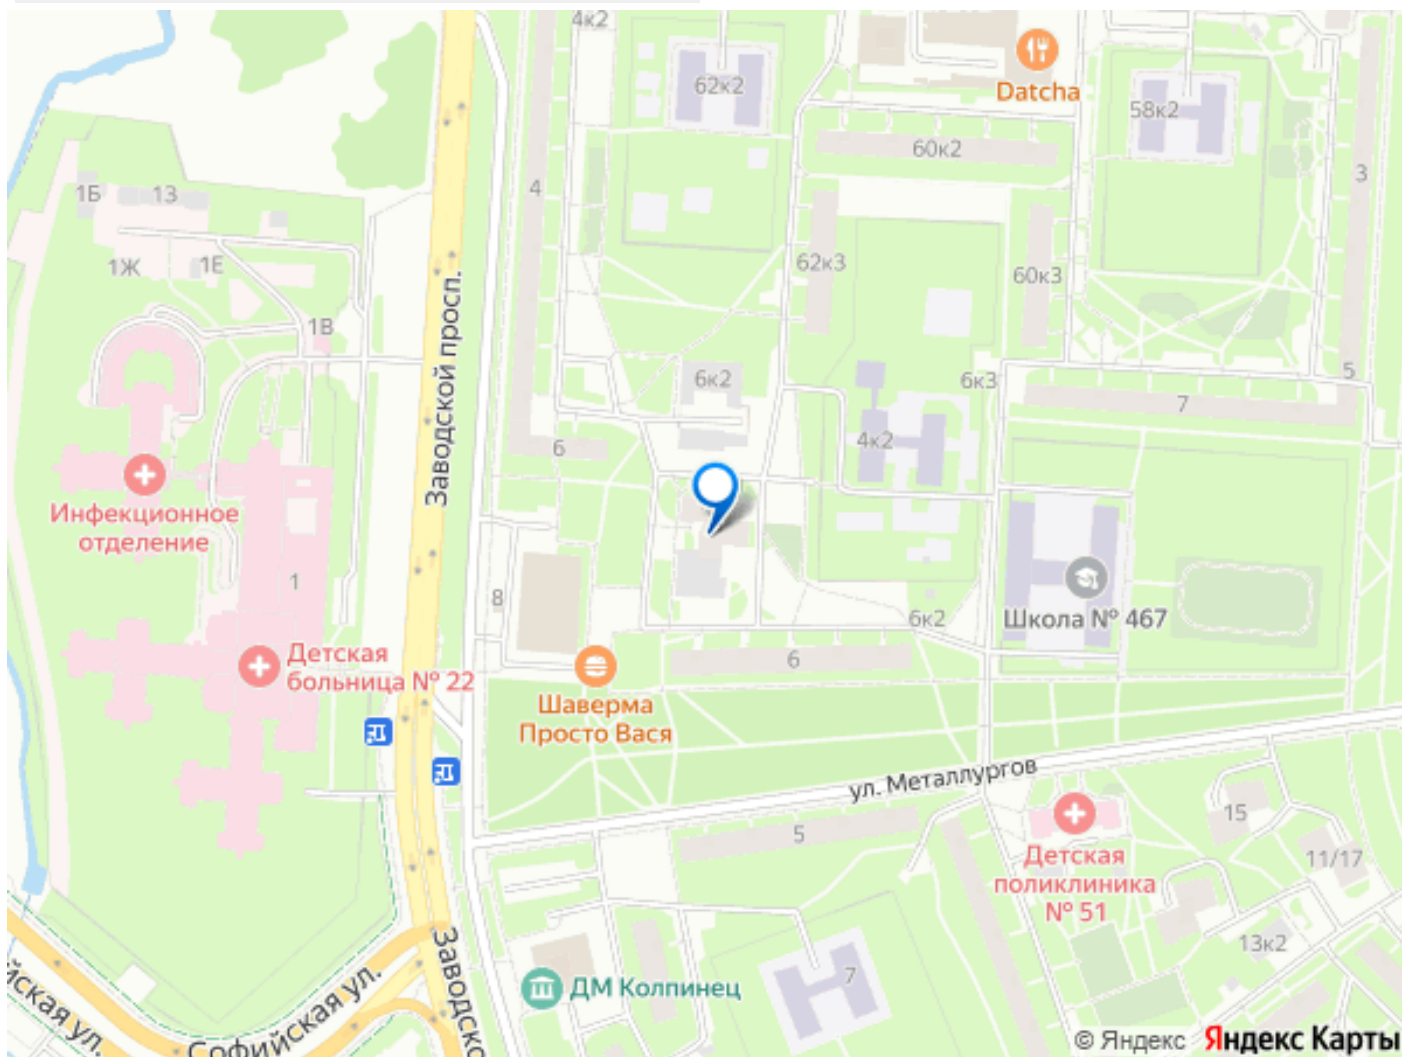 4к2
62к2
Datcha
58к2
60к2
3
4
1Б
13
1Ж
1Е
62к3
60к3
1В
Заводской просп.
6к2
6к3
5
7
6
4к2
Инфекционное
отделение
1
8
Школа № 467
6к2
Детская
больница № 22
6
Шаверма
Просто Вася
ул. Металлургов
15
5
Детская
поликлиника
№ 51
11/17
13к2
Заводско
7
ДМ Колпинец
йская ул.
Софийская ул.
© Яндекс Яндекс Карты